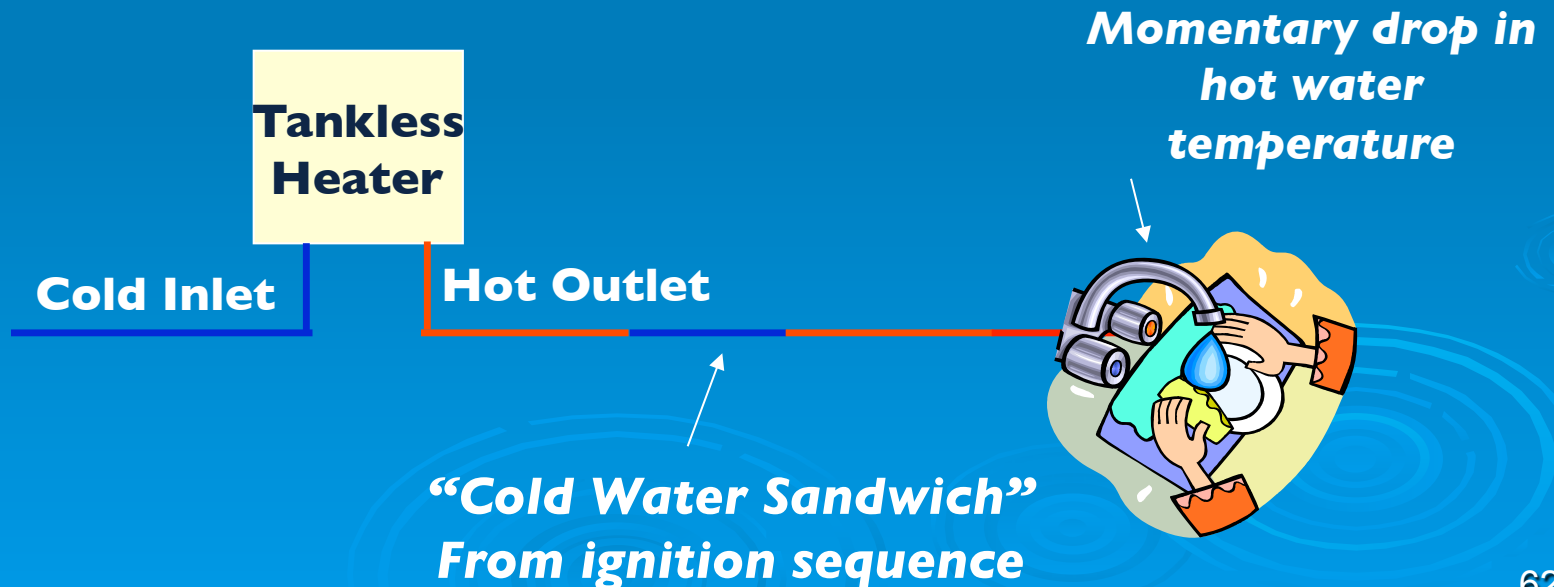 Momentary drop in
hot water
temperature
Tankless
Heater
Cold Inlet
Hot Outlet
“Cold Water Sandwich”
From ignition sequence